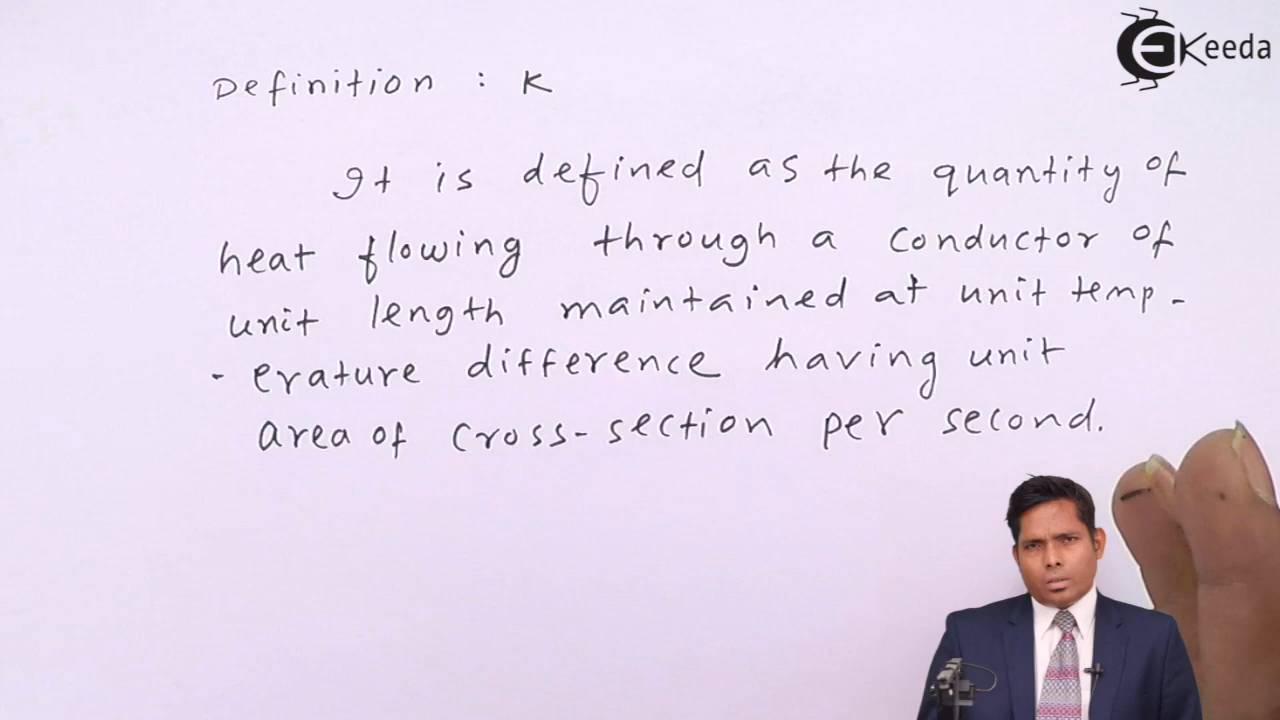 EKeeda
Definition : K
It is defined as the quantity of
heat flowing through a conductor of
unit length maintained at unit temp-
- erature difference having unit
area of cross-section per second.